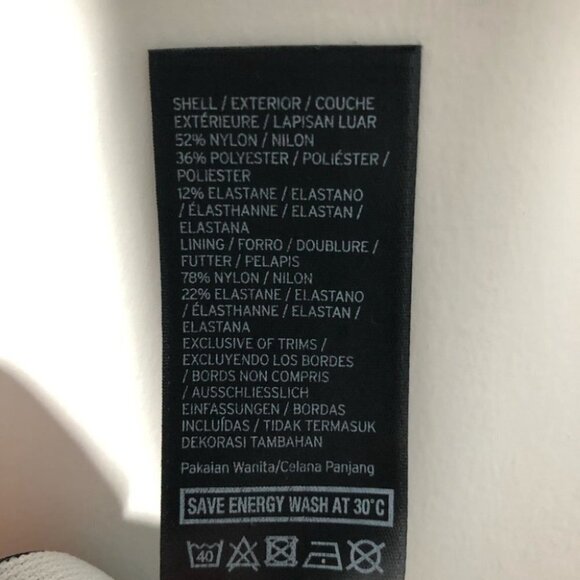 SHELL / EXTERIOR / COUCHE
EXTÉRIEURE / LAPISAN LUAR
52% NYLON / NILON
36% POLYESTER / POLIÉSTER /
POLIESTER
12% ELASTANE / ELASTANO
/ ÉLASTHANNE / ELASTAN /
ELASTANA
LINING / FORRO / DOUBLURE /
FUTTER / PELAPIS
78% NYLON / NILON
22% ELASTANE / ELASTANO
/ ÉLASTHANNE / ELASTAN /
ELASTANA
EXCLUSIVE OF TRIMS /
EXCLUYENDO LOS BORDES
/ BORDS NON COMPRIS
/ AUSSCHLIESSLICH
EINFASSUNGEN / BORDAS
INCLUÍDAS / TIDAK TERMASUK
DEKORASI TAMBAHAN
Pakaian Wanita/Celana Panjang
SAVE ENERGY WASH AT 30°C
40